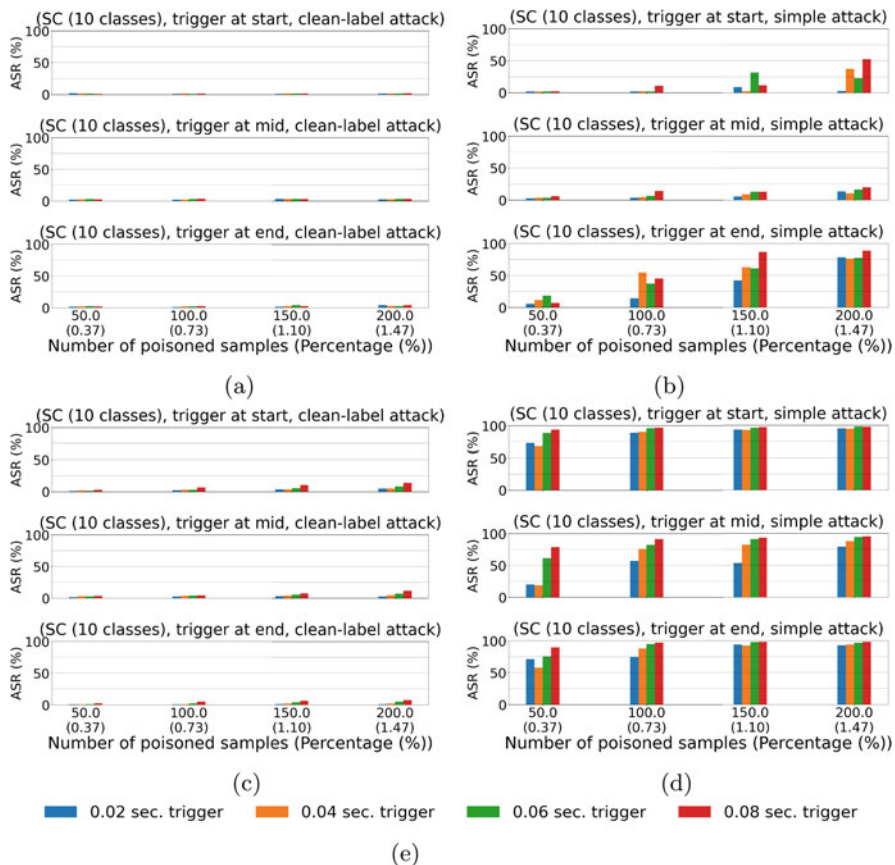 (SC (10 classes), trigger at start, clean-label attack)
100
50
0
ASR (%)
(SC (10 classes), trigger at mid, clean-label attack)
100
50
0
ASR (%)
(SC (10 classes), trigger at end, clean-label attack)
100
50
0
ASR (%)
50.0 100.0 150.0 200.0
(0.37) (0.73) (1.10) (1.47)
Number of poisoned samples (Percentage (%))
(a)
(SC (10 classes), trigger at start, simple attack)
100
50
0
ASR (%)
(SC (10 classes), trigger at mid, simple attack)
100
50
0
ASR (%)
(SC (10 classes), trigger at end, simple attack)
100
50
0
ASR (%)
50.0 100.0 150.0 200.0
(0.37) (0.73) (1.10) (1.47)
Number of poisoned samples (Percentage (%))
(b)
(SC (10 classes), trigger at start, clean-label attack)
100
50
0
ASR (%)
(SC (10 classes), trigger at mid, clean-label attack)
100
50
0
ASR (%)
(SC (10 classes), trigger at end, clean-label attack)
100
50
0
ASR (%)
50.0 100.0 150.0 200.0
(0.37) (0.73) (1.10) (1.47)
Number of poisoned samples (Percentage (%))
(c)
(SC (10 classes), trigger at start, simple attack)
100
50
0
ASR (%)
(SC (10 classes), trigger at mid, simple attack)
100
50
0
ASR (%)
(SC (10 classes), trigger at end, simple attack)
100
50
0
ASR (%)
50.0 100.0 150.0 200.0
(0.37) (0.73) (1.10) (1.47)
Number of poisoned samples (Percentage (%))
(d)
0.02 sec. trigger 0.04 sec. trigger 0.06 sec. trigger 0.08 sec. trigger
(e)